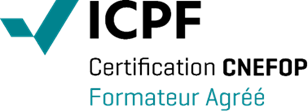 ICPF
Certification CNEFOP
Formateur Agréé